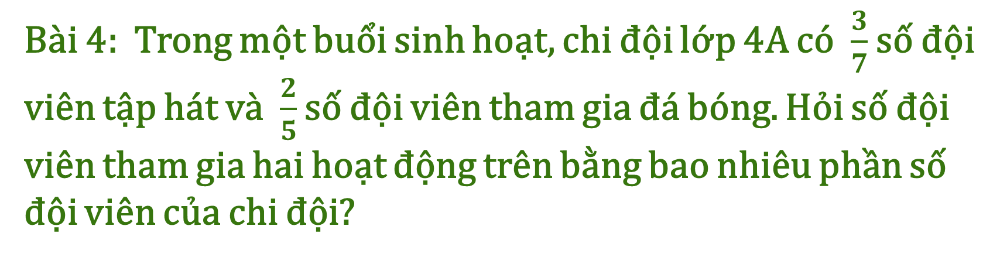 Bài 4: Trong một buổi sinh hoạt, chi đội lớp 4A có 3/7 số đội
viên tập hát và 2/5 số đội viên tham gia đá bóng. Hỏi số đội
viên tham gia hai hoạt động trên bằng bao nhiêu phần số
đội viên của chi đội?